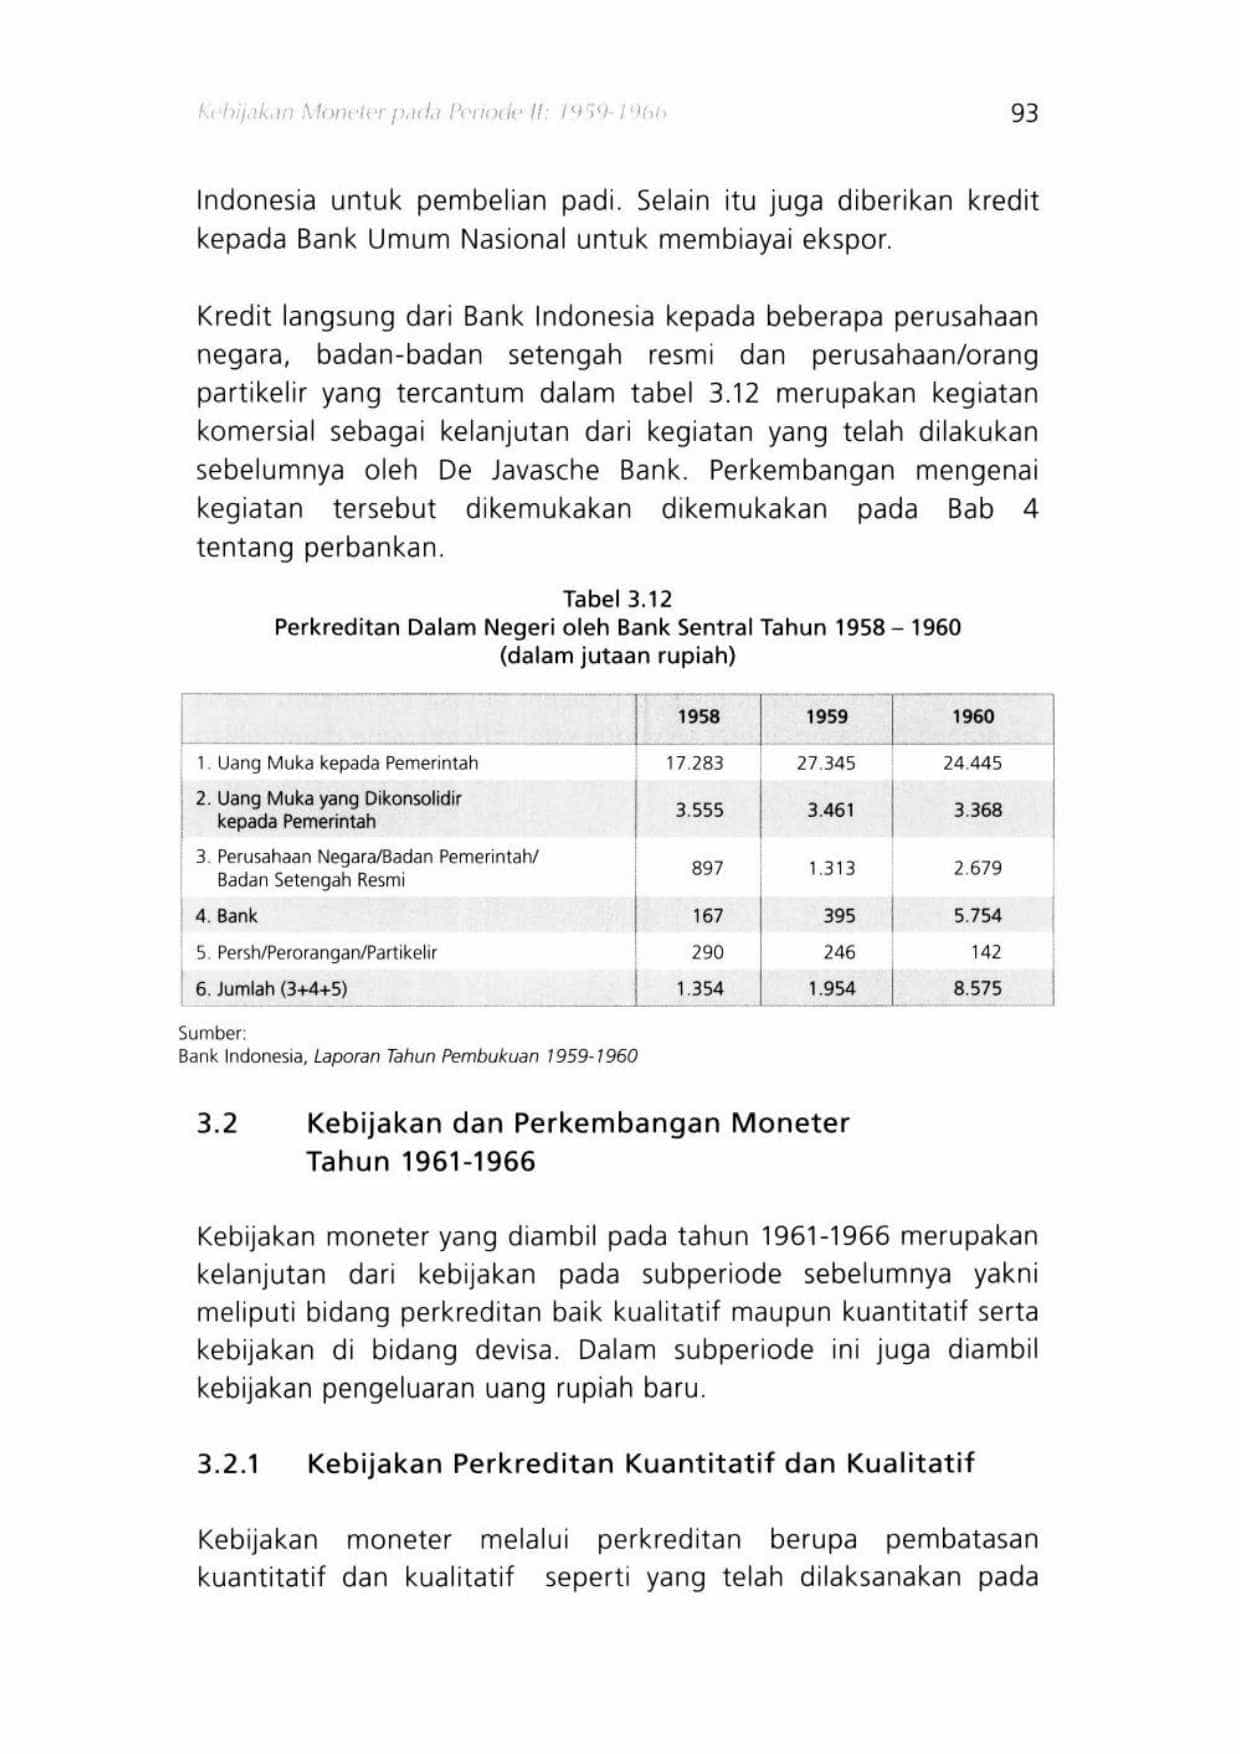 Kebijakan Moneter pada Periode II: 1959-1966 93
Indonesia untuk pembelian padi. Selain itu juga diberikan kredit
kepada Bank Umum Nasional untuk membiayai ekspor.
Kredit langsung dari Bank Indonesia kepada beberapa perusahaan
negara, badan-badan setengah resmi dan perusahaan/orang
partikelir yang tercantum dalam tabel 3.12 merupakan kegiatan
komersial sebagai kelanjutan dari kegiatan yang telah dilakukan
sebelumnya oleh De Javasche Bank. Perkembangan mengenai
kegiatan tersebut dikemukakan dikemukakan pada Bab 4
tentang perbankan.
Tabel 3.12
Perkreditan Dalam Negeri oleh Bank Sentral Tahun 1958 – 1960
(dalam jutaan rupiah)
1958 1959 1960
1. Uang Muka kepada Pemerintah 17.283 27.345 24.445
2. Uang Muka yang Dikonsolidir
kepada Pemerintah 3.555 3.461 3.368
3. Perusahaan Negara/Badan Pemerintah/
Badan Setengah Resmi 897 1.313 2.679
4. Bank 167 395 5.754
5. Persh/Perorangan/Partikelir 290 246 142
6. Jumlah (3+4+5) 1.354 1.954 8.575
Sumber:
Bank Indonesia, Laporan Tahun Pembukuan 1959-1960
3.2 Kebijakan dan Perkembangan Moneter
Tahun 1961-1966
Kebijakan moneter yang diambil pada tahun 1961-1966 merupakan
kelanjutan dari kebijakan pada subperiode sebelumnya yakni
meliputi bidang perkreditan baik kualitatif maupun kuantitatif serta
kebijakan di bidang devisa. Dalam subperiode ini juga diambil
kebijakan pengeluaran uang rupiah baru.
3.2.1 Kebijakan Perkreditan Kuantitatif dan Kualitatif
Kebijakan moneter melalui perkreditan berupa pembatasan
kuantitatif dan kualitatif seperti yang telah dilaksanakan pada